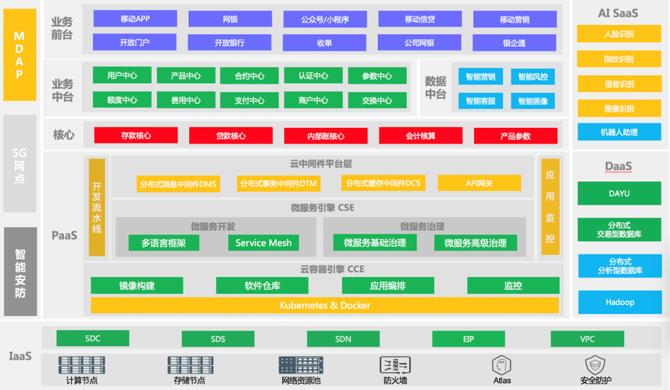 MDAP
5G网点
智能安防
业务前台
移动APP
网银
公众号/小程序
移动信贷
移动营销
开放门户
开放银行
收单
公司网银
银企通
业务中台
用户中心
产品中心
合约中心
认证中心
参数中心
额度中心
费用中心
支付中心
商户中心
交换中心
数据中台
智能营销
智能风控
智能客服
智能画像
核心
存款核心
贷款核心
内部账核心
会计核算
产品参数
PaaS
开发流水线
云中间件平台层
分布式消息中间件DMS
分布式事务中间件DTM
分布式缓存中间件DCS
API网关
微服务引擎 CSE
微服务开发
多语言框架
Service Mesh
微服务治理
微服务基础治理
微服务高级治理
云容器引擎 CCE
镜像构建
软件仓库
应用编排
监控
Kubernetes & Docker
应用监控
AI SaaS
人脸识别
指纹识别
语音识别
图像识别
机器人助理
DaaS
DAYU
分布式
交易型数据库
分布式
分析型数据库
Hadoop
IaaS
SDC
SDS
SDN
EIP
VPC
计算节点
存储节点
网络资源池
防火墙
Atlas
安全防护